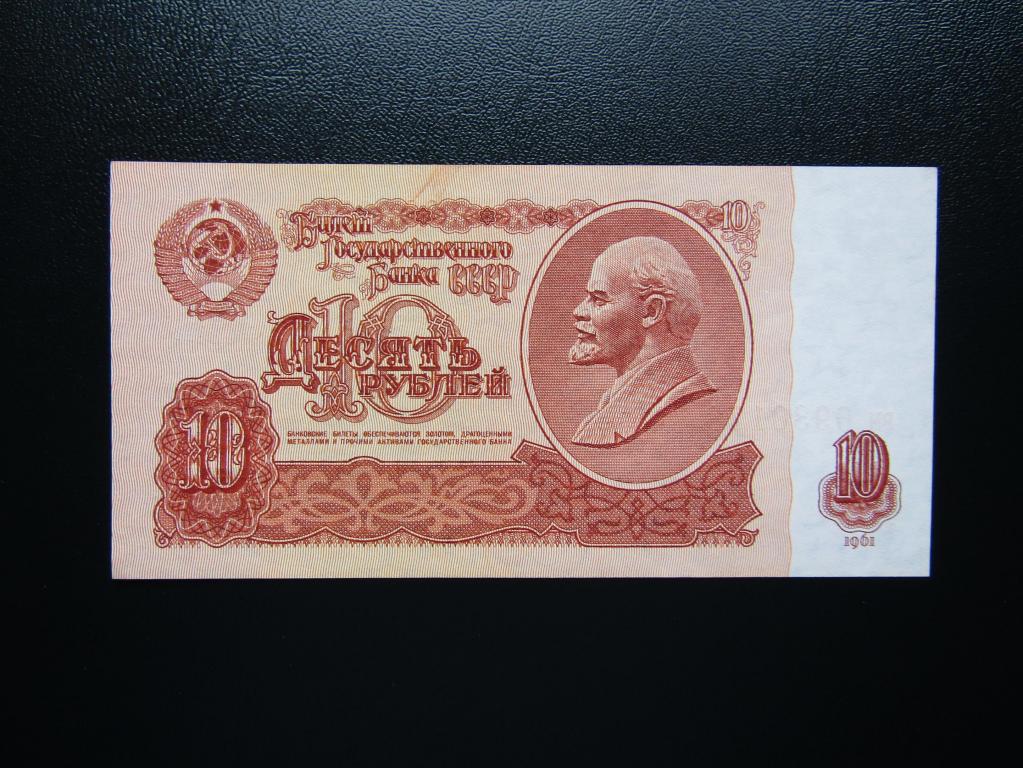 Билет
Государственного
Банка СССР
10
10
Десять
рублей
БАНКОВСКИЕ БИЛЕТЫ ОБЕСПЕЧИВАЮТСЯ ЗОЛОТОМ, ДРАГОЦЕННЫМИ
МЕТАЛЛАМИ И ПРОЧИМИ АКТИВАМИ ГОСУДАРСТВЕННОГО БАНКА
10
10
1961